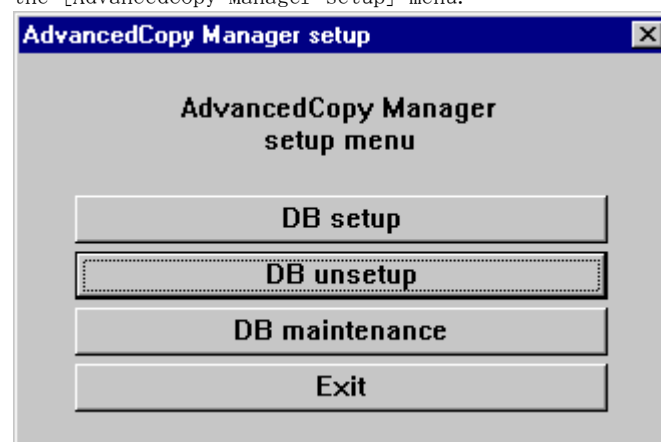 the [AdvancedCopy Manager Setup] menu.
AdvancedCopy Manager setup
AdvancedCopy Manager
setup menu
DB setup
DB unsetup
DB maintenance
Exit